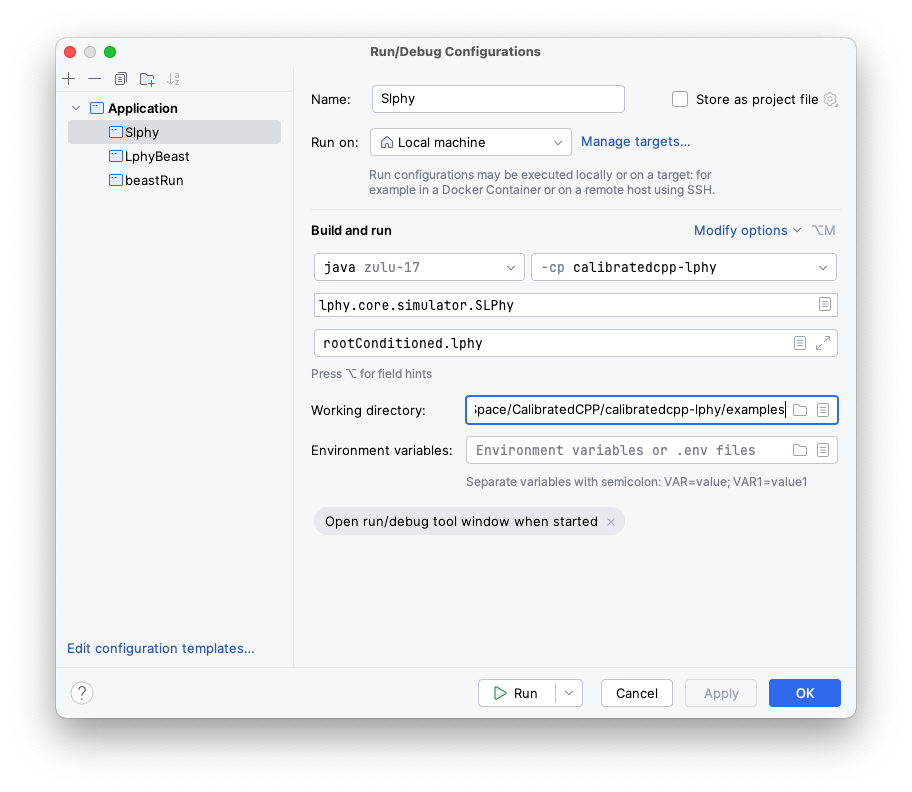 Run/Debug Configurations
Application
Slphy
LphyBeast
beastRun
Edit configuration templates...
Name:
Slphy
Store as project file
Run on:
Local machine
Manage targets...
Run configurations may be executed locally or on a target: for
example in a Docker Container or on a remote host using SSH.
Build and run
Modify options
⌥M
java zulu-17
-cp calibratedcpp-lphy
lphy.core.simulator.SLPhy
rootConditioned.lphy
Press ⌥ for field hints
Working directory:
Space/CalibratedCPP/calibratedcpp-lphy/examples
Environment variables:
Environment variables or .env files
Separate variables with semicolon: VAR=value; VAR1=value1
Open run/debug tool window when started
?
Run
Cancel
Apply
OK